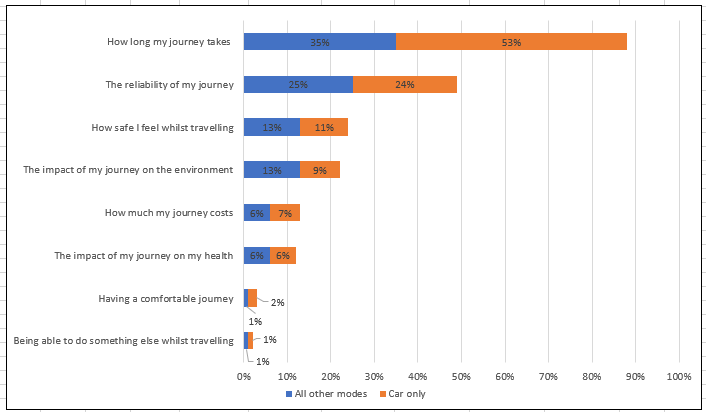 How long my journey takes 35% 53%
The reliability of my journey 25% 24%
How safe I feel whilst travelling 13% 11%
The impact of my journey on the environment 13% 9%
How much my journey costs 6% 7%
The impact of my journey on my health 6% 6%
Having a comfortable journey 2%
1%
Being able to do something else whilst travelling 1%
1%
0% 10% 20% 30% 40% 50% 60% 70% 80% 90% 100%
All other modes Car only